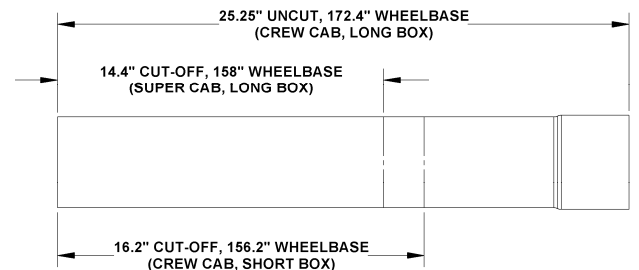 25.25" UNCUT, 172.4" WHEELBASE
(CREW CAB, LONG BOX)
14.4" CUT-OFF, 158" WHEELBASE
(SUPER CAB, LONG BOX)
16.2" CUT-OFF, 156.2" WHEELBASE
(CREW CAB, SHORT BOX)